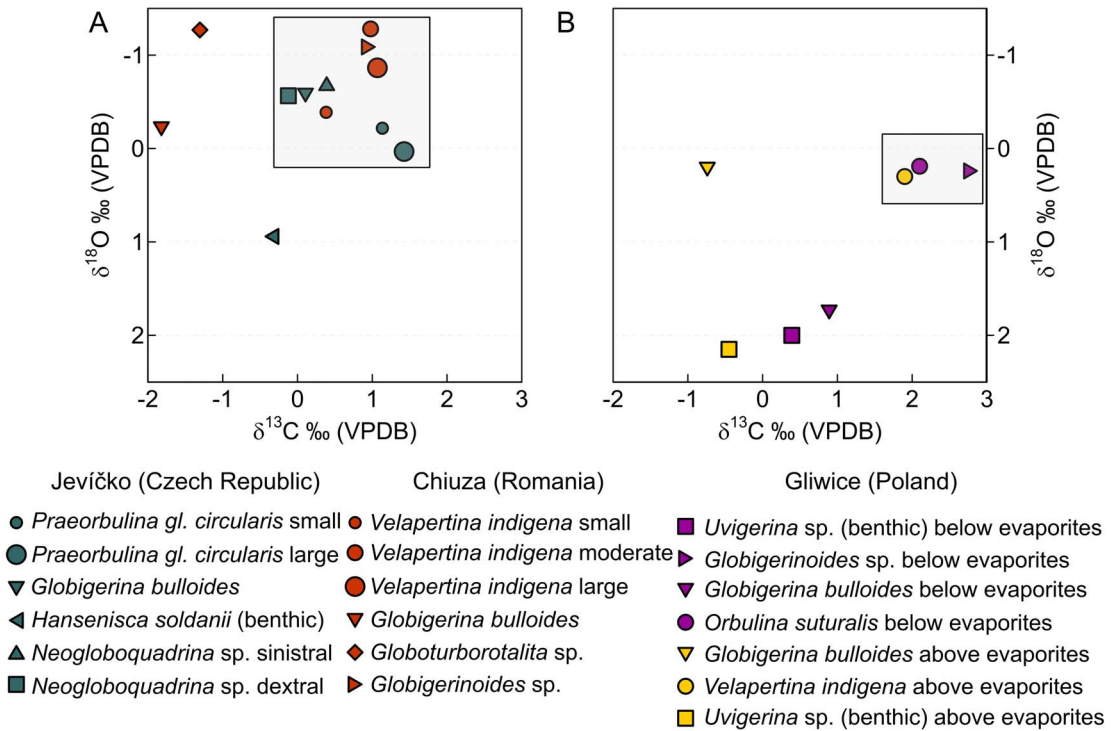 A
-1
0
1
2
δ18O ‰ (VPDB)
-2 -1 0 1 2 3
δ13C ‰ (VPDB)
B
-1
0
1
2
δ18O ‰ (VPDB)
-2 -1 0 1 2 3
δ13C ‰ (VPDB)
Jevíčko (Czech Republic)
Praeorbulina gl. circularis small
Praeorbulina gl. circularis large
Globigerina bulloides
Hansenisca soldanii (benthic)
Neogloboquadrina sp. sinistral
Neogloboquadrina sp. dextral
Chiuza (Romania)
Velapertina indigena small
Velapertina indigena moderate
Velapertina indigena large
Globigerina bulloides
Globoturborotalita sp.
Globigerinoides sp.
Gliwice (Poland)
Uvigerina sp. (benthic) below evaporites
Globigerinoides sp. below evaporites
Globigerina bulloides below evaporites
Orbulina suturalis below evaporites
Globigerina bulloides above evaporites
Velapertina indigena above evaporites
Uvigerina sp. (benthic) above evaporites